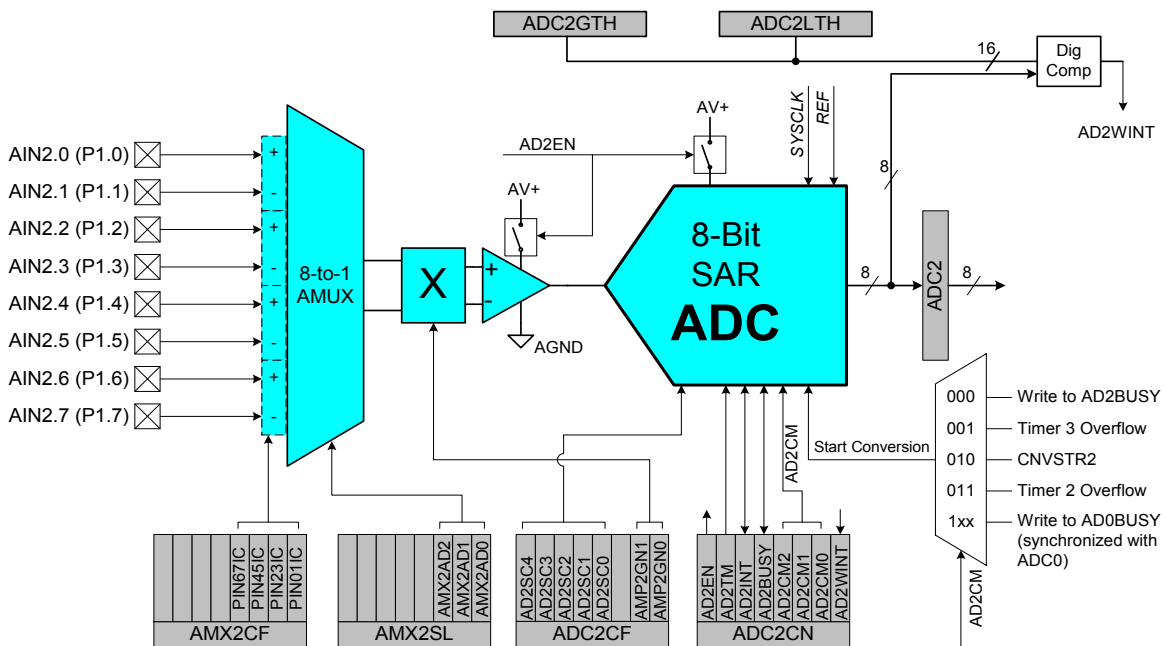 ADC2GTH
ADC2LTH
16
Dig
Comp
AD2WINT
AV+
SYSCLK
REF
AD2EN
AV+
8
AIN2.0 (P1.0)
+
AIN2.1 (P1.1)
-
AIN2.2 (P1.2)
+
AIN2.3 (P1.3)
-
AIN2.4 (P1.4)
+
AIN2.5 (P1.5)
-
AIN2.6 (P1.6)
+
AIN2.7 (P1.7)
-
8-to-1
AMUX
X
+
-
AGND
8-Bit
SAR
ADC
8
ADC2
8
Start Conversion
AD2CM
000
Write to AD2BUSY
001
Timer 3 Overflow
010
CNVSTR2
011
Timer 2 Overflow
1xx
Write to AD0BUSY
(synchronized with
ADC0)
AD2CM
PIN67IC
PIN45IC
PIN23IC
PIN01IC
AMX2CF
AMX2AD2
AMX2AD1
AMX2AD0
AMX2SL
AD2SC4
AD2SC3
AD2SC2
AD2SC1
AD2SC0
AMP2GN1
AMP2GN0
ADC2CF
AD2EN
AD2TM
AD2INT
AD2BUSY
AD2CM2
AD2CM1
AD2CM0
AD2WINT
ADC2CN